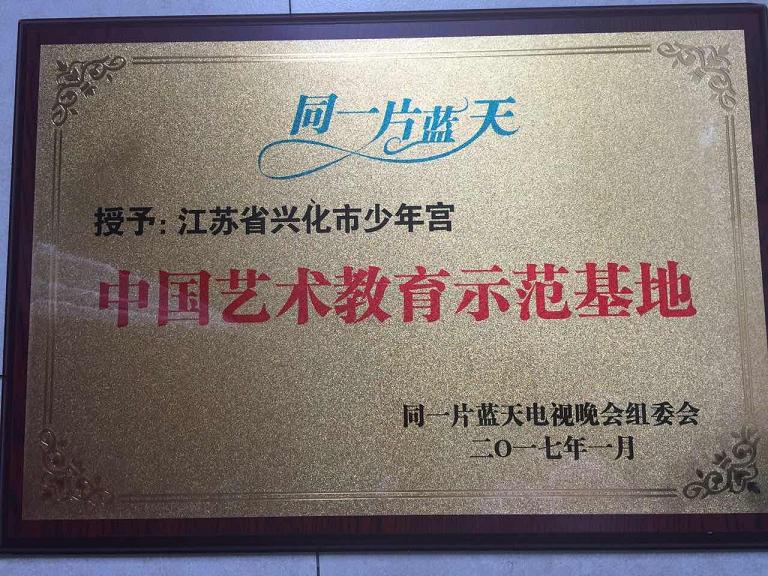 同一片蓝天
授予：江苏省兴化市少年宫
中国艺术教育示范基地
同一片蓝天电视晚会组委会
二〇一七年一月